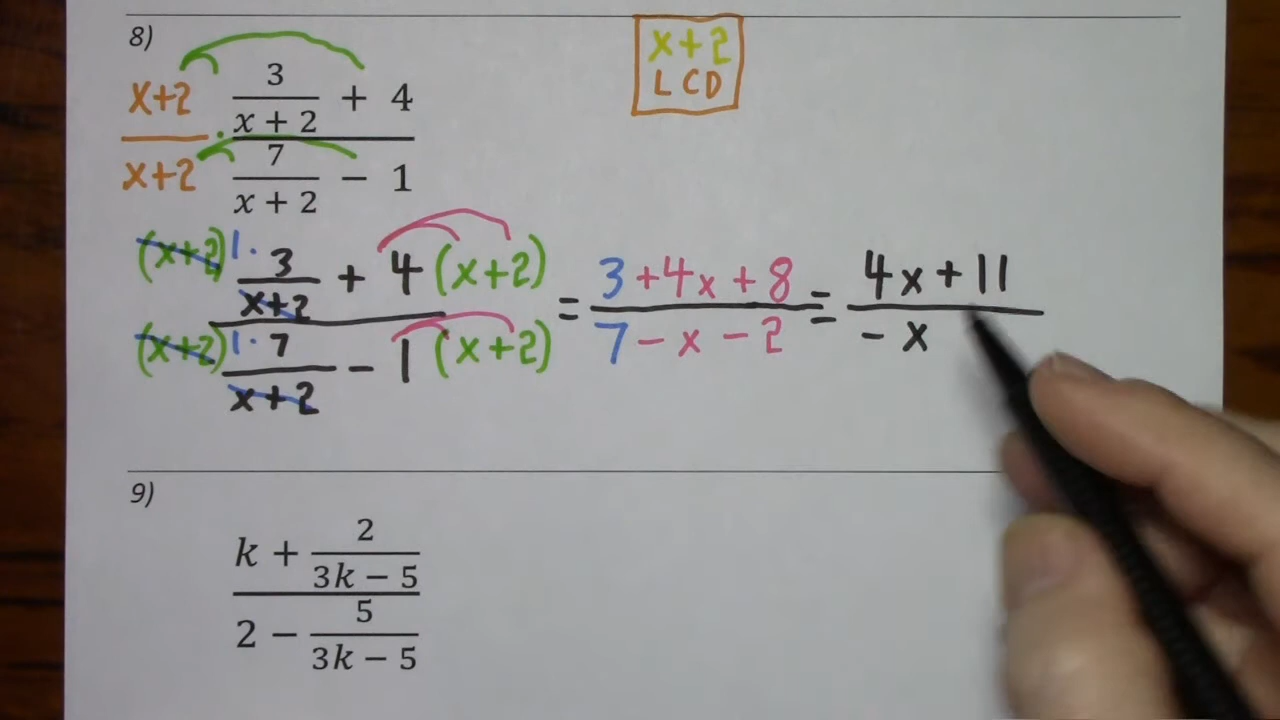 8)
x+2
LCD
x+2 3/(x + 2) + 4
x+2 · 7/(x + 2) − 1
(x+2) 1· 3/(x+2) + 4 (x+2) = 3 +4x + 8 = 4x + 11
(x+2) 1· 7/(x+2) − 1 (x+2) 7 − x − 2 − x
9)
k + 2/(3k − 5)
2 − 5/(3k − 5)